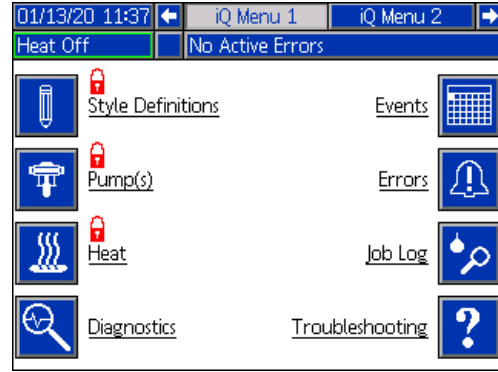 01/13/20 11:37 iQ Menu 1 iQ Menu 2
Heat Off No Active Errors
Style Definitions Events
Pump(s) Errors
Heat Job Log
Diagnostics Troubleshooting